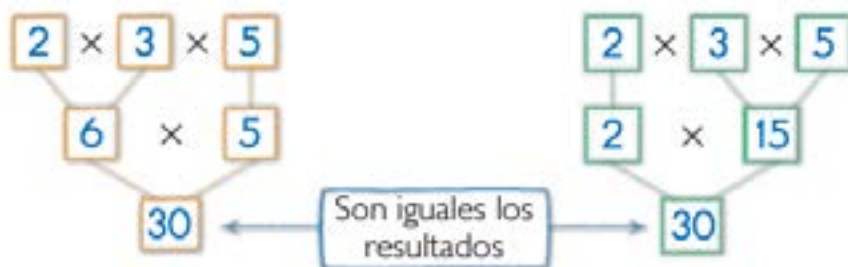 2 × 3 × 5
2 × 3 × 5
6 × 5
2 × 15
30
Son iguales los
resultados
30